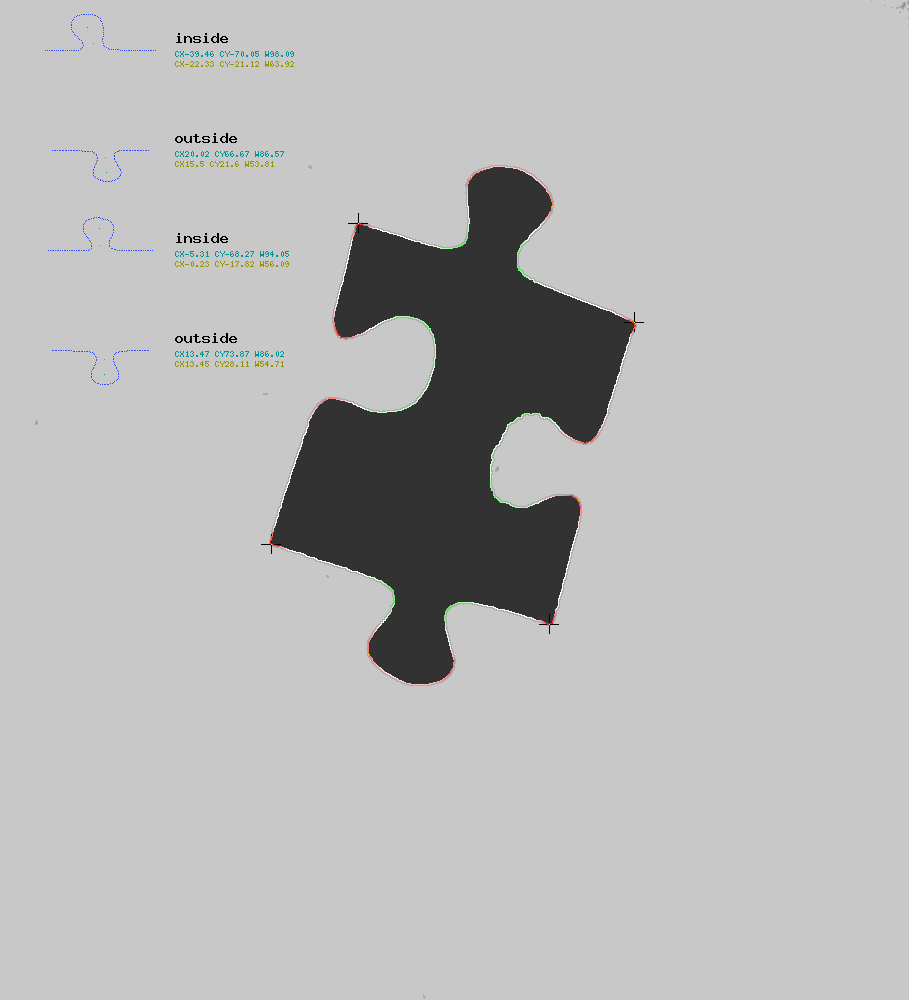 inside
CX-39.46 CY-70.05 W98.09
CX-22.33 CY-21.12 W63.92
outside
CX20.02 CY66.67 W86.57
CX15.5 CY21.6 W53.81
inside
CX-5.31 CY-68.27 W94.05
CX-0.23 CY-17.82 W56.09
outside
CX13.47 CY73.87 W86.02
CX13.45 CY28.11 W54.71